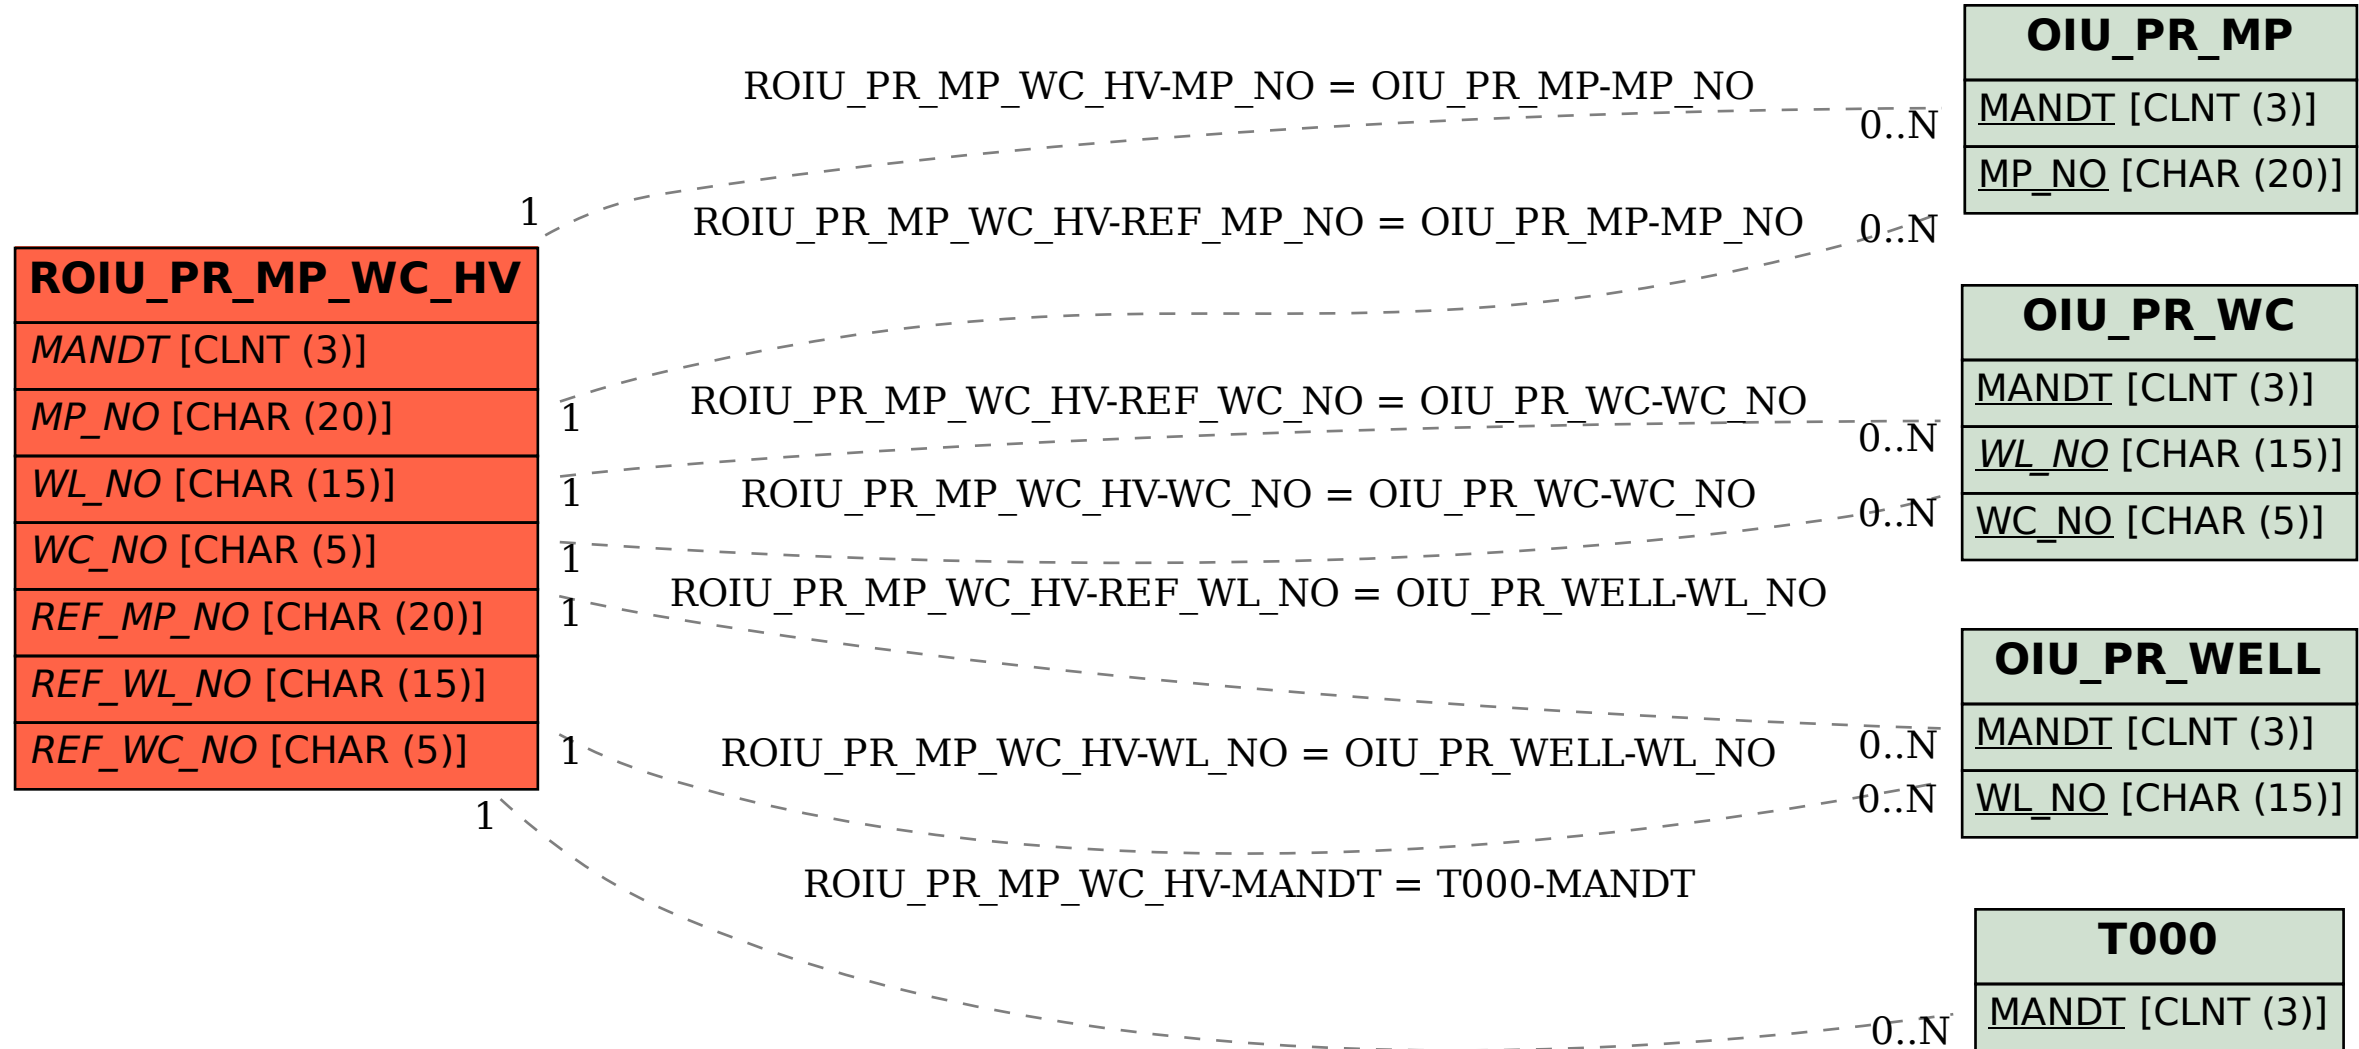 ROIU_PR_MP_WC_HV
MANDT [CLNT (3)]
MP_NO [CHAR (20)]
WL_NO [CHAR (15)]
WC_NO [CHAR (5)]
REF_MP_NO [CHAR (20)]
REF_WL_NO [CHAR (15)]
REF_WC_NO [CHAR (5)]
ROIU_PR_MP_WC_HV-MP_NO = OIU_PR_MP-MP_NO
1
0..N
ROIU_PR_MP_WC_HV-REF_MP_NO = OIU_PR_MP-MP_NO
1
0..N
ROIU_PR_MP_WC_HV-REF_WC_NO = OIU_PR_WC-WC_NO
1
0..N
ROIU_PR_MP_WC_HV-WC_NO = OIU_PR_WC-WC_NO
1
0..N
ROIU_PR_MP_WC_HV-REF_WL_NO = OIU_PR_WELL-WL_NO
1
0..N
ROIU_PR_MP_WC_HV-WL_NO = OIU_PR_WELL-WL_NO
1
0..N
ROIU_PR_MP_WC_HV-MANDT = T000-MANDT
1
0..N
OIU_PR_MP
MANDT [CLNT (3)]
MP_NO [CHAR (20)]
OIU_PR_WC
MANDT [CLNT (3)]
WL_NO [CHAR (15)]
WC_NO [CHAR (5)]
OIU_PR_WELL
MANDT [CLNT (3)]
WL_NO [CHAR (15)]
T000
MANDT [CLNT (3)]